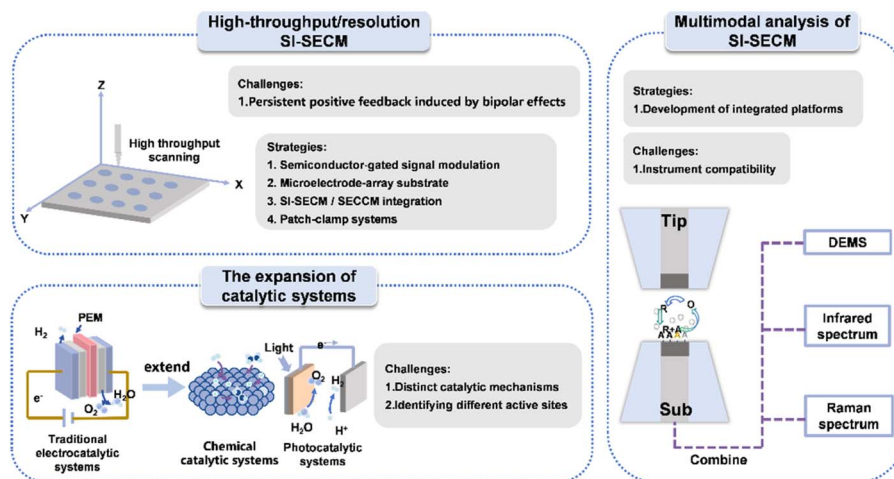 High-throughput/resolution
SI-SECM
Challenges:
1.Persistent positive feedback induced by bipolar effects
Z
High throughput
scanning
X
Y
Strategies:
1. Semiconductor-gated signal modulation
2. Microelectrode-array substrate
3. SI-SECM / SECCM integration
4. Patch-clamp systems
The expansion of
catalytic systems
PEM
H₂
e⁻
O₂
H₂O
Traditional
electrocatalytic
systems
extend
Chemical
catalytic systems
Light
e⁻
O₂
H₂
H₂O
H⁺
Photocatalytic
systems
Challenges:
1.Distinct catalytic mechanisms
2.Identifying different active sites
Multimodal analysis of
SI-SECM
Strategies:
1.Development of integrated platforms
Challenges:
1.Instrument compatibility
Tip
R
O
R+A
A A A A
Sub
Combine
DEMS
Infrared
spectrum
Raman
spectrum